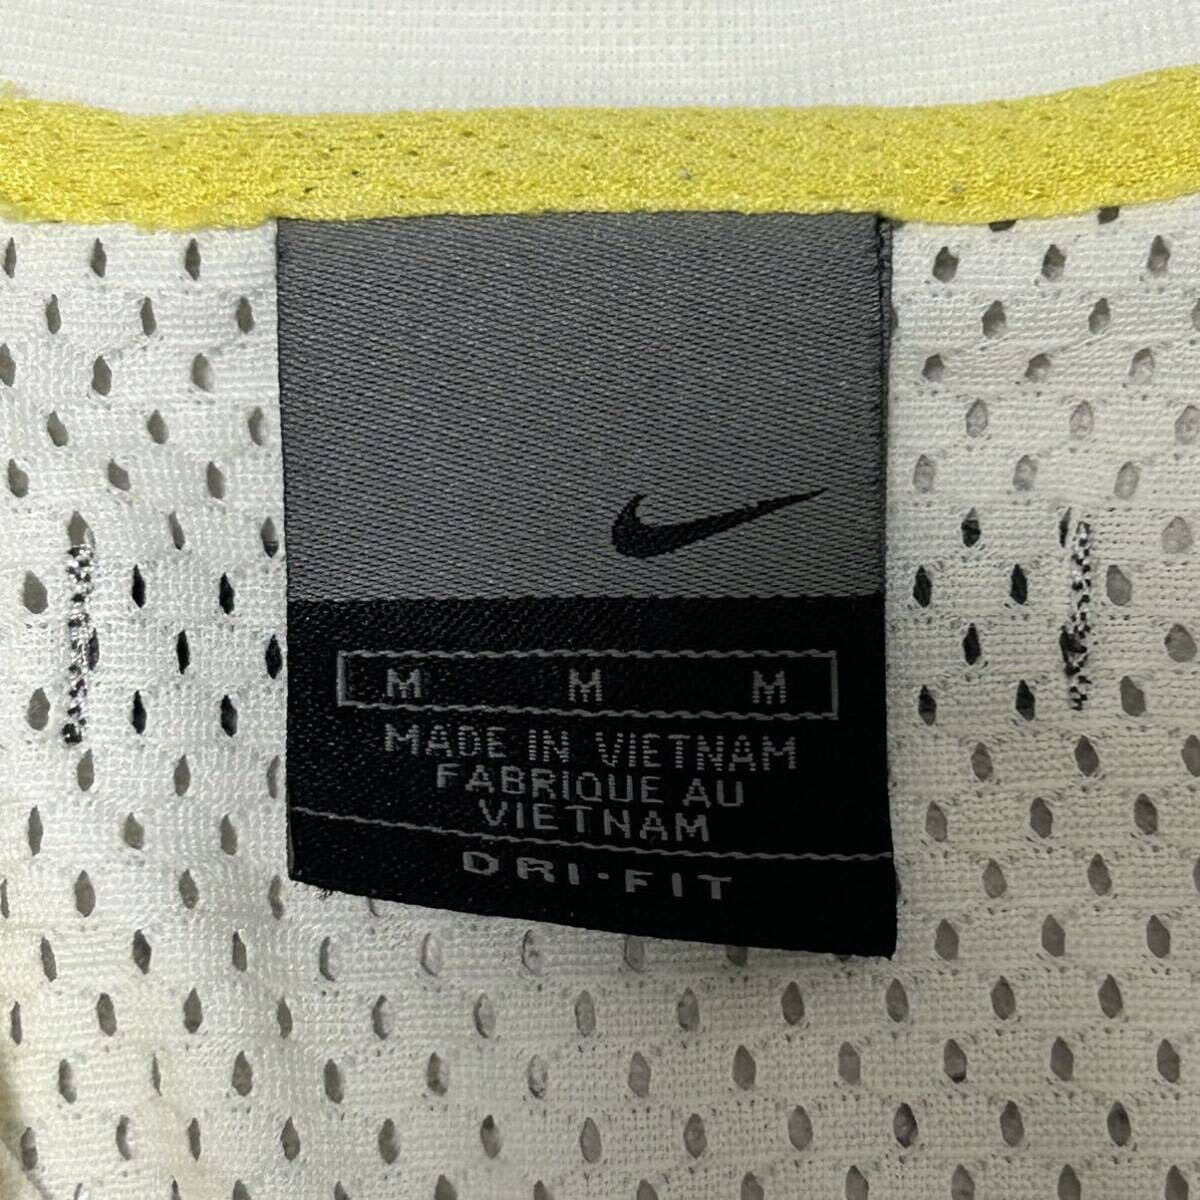 M M M
MADE IN VIETNAM
FABRIQUE AU
VIETNAM
DRI·FIT